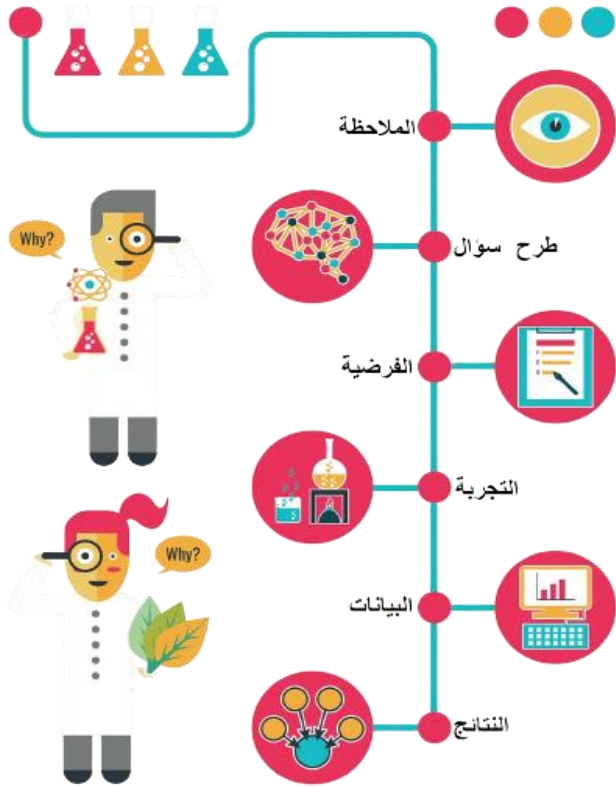 الملاحظة
طرح سؤال
Why?
الفرضية
التجربة
Why?
البيانات
النتائج